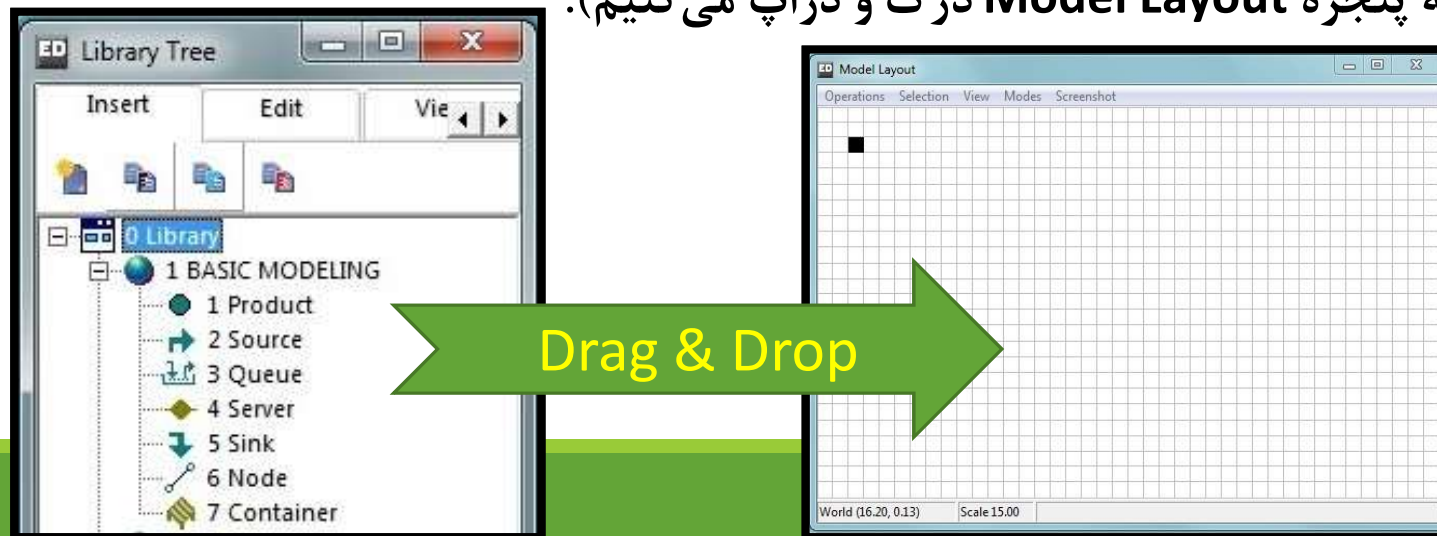 پنجره Model Layout درگ و دراپ می‌کنیم).
Library Tree
Insert Edit Vie
0 Library
1 BASIC MODELING
1 Product
2 Source
3 Queue
4 Server
5 Sink
6 Node
7 Container
Drag & Drop
ED Model Layout
Operations Selection View Modes Screenshot
World (16.20, 0.13) Scale 15.00